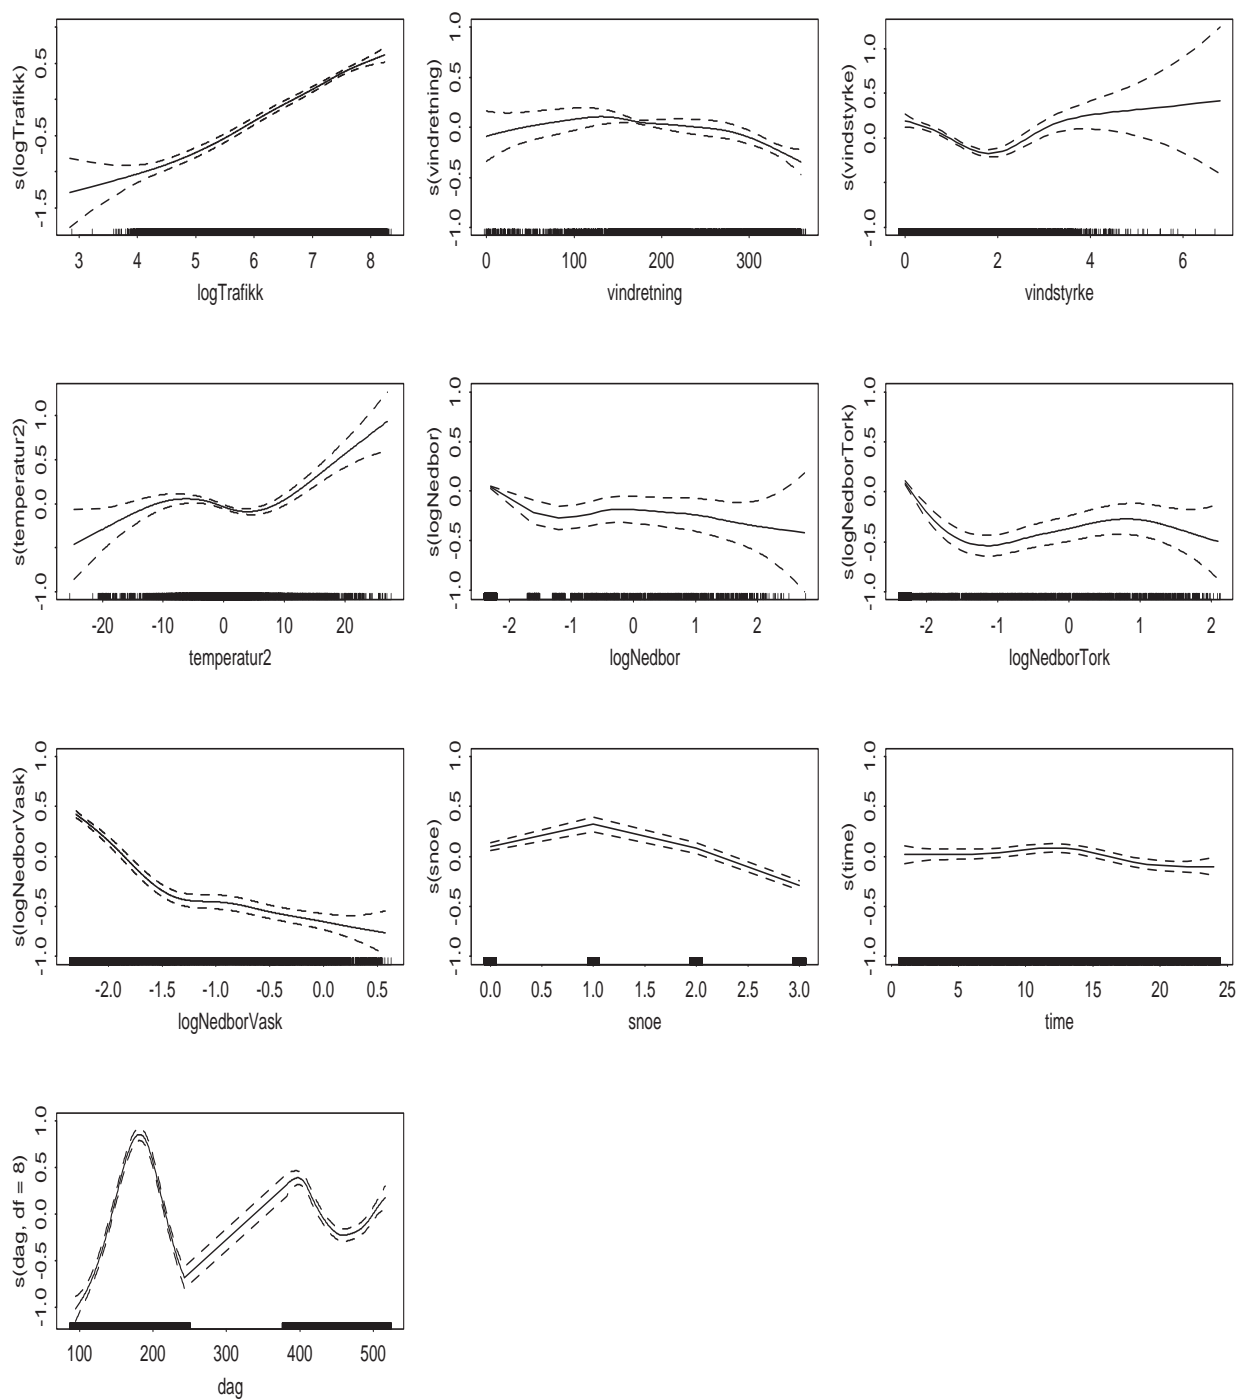 s(logTrafikk)
-1.5 -0.5 0.5
3 4 5 6 7 8
logTrafikk
s(vindretning)
-1.0 -0.5 0.0 0.5 1.0
0 100 200 300
vindretning
s(vindstyrke)
-1.0 0.0 0.5 1.0
0 2 4 6
vindstyrke
s(temperatur2)
-1.0 0.0 0.5 1.0
-20 -10 0 10 20
temperatur2
s(logNedbor)
-1.0 -0.5 0.0 0.5 1.0
-2 -1 0 1 2
logNedbor
s(logNedborTork)
-1.0 -0.5 0.0 0.5 1.0
-2 -1 0 1 2
logNedborTork
s(logNedborVask)
-1.0 -0.5 0.0 0.5 1.0
-2.0 -1.5 -1.0 -0.5 0.0 0.5
logNedborVask
s(snoe)
-1.0 -0.5 0.0 0.5 1.0
0.0 0.5 1.0 1.5 2.0 2.5 3.0
snoe
s(time)
-1.0 -0.5 0.0 0.5 1.0
0 5 10 15 20 25
time
s(dag, df = 8)
-1.0 -0.5 0.0 0.5 1.0
100 200 300 400 500
dag